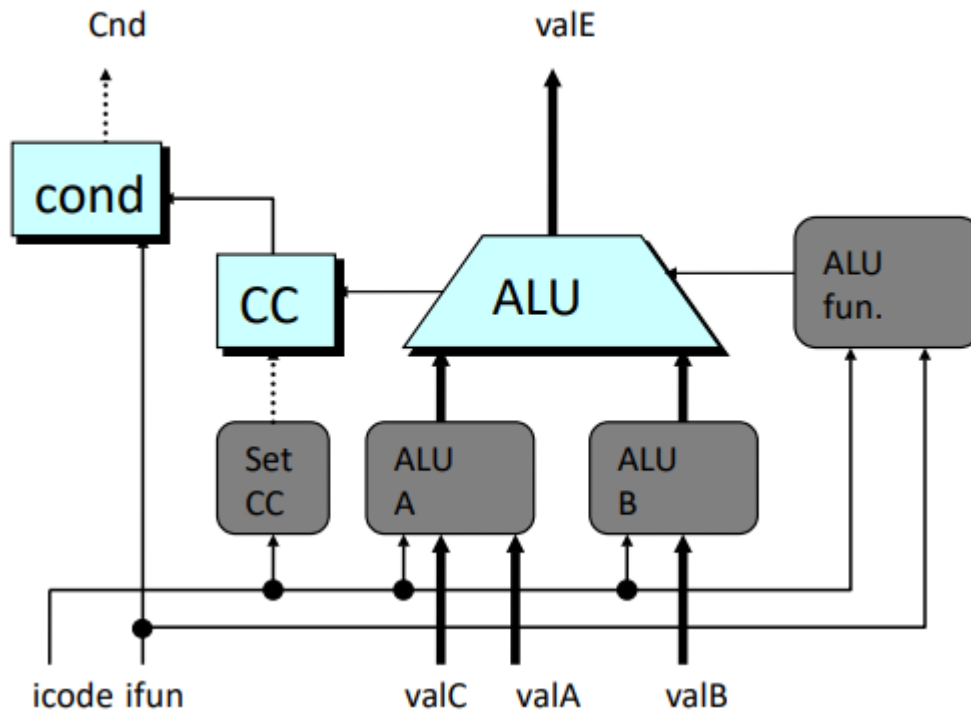 Cnd valE
cond
ALU
fun.
CC
ALU
Set
CC
ALU
A
ALU
B
icode ifun valC valA valB